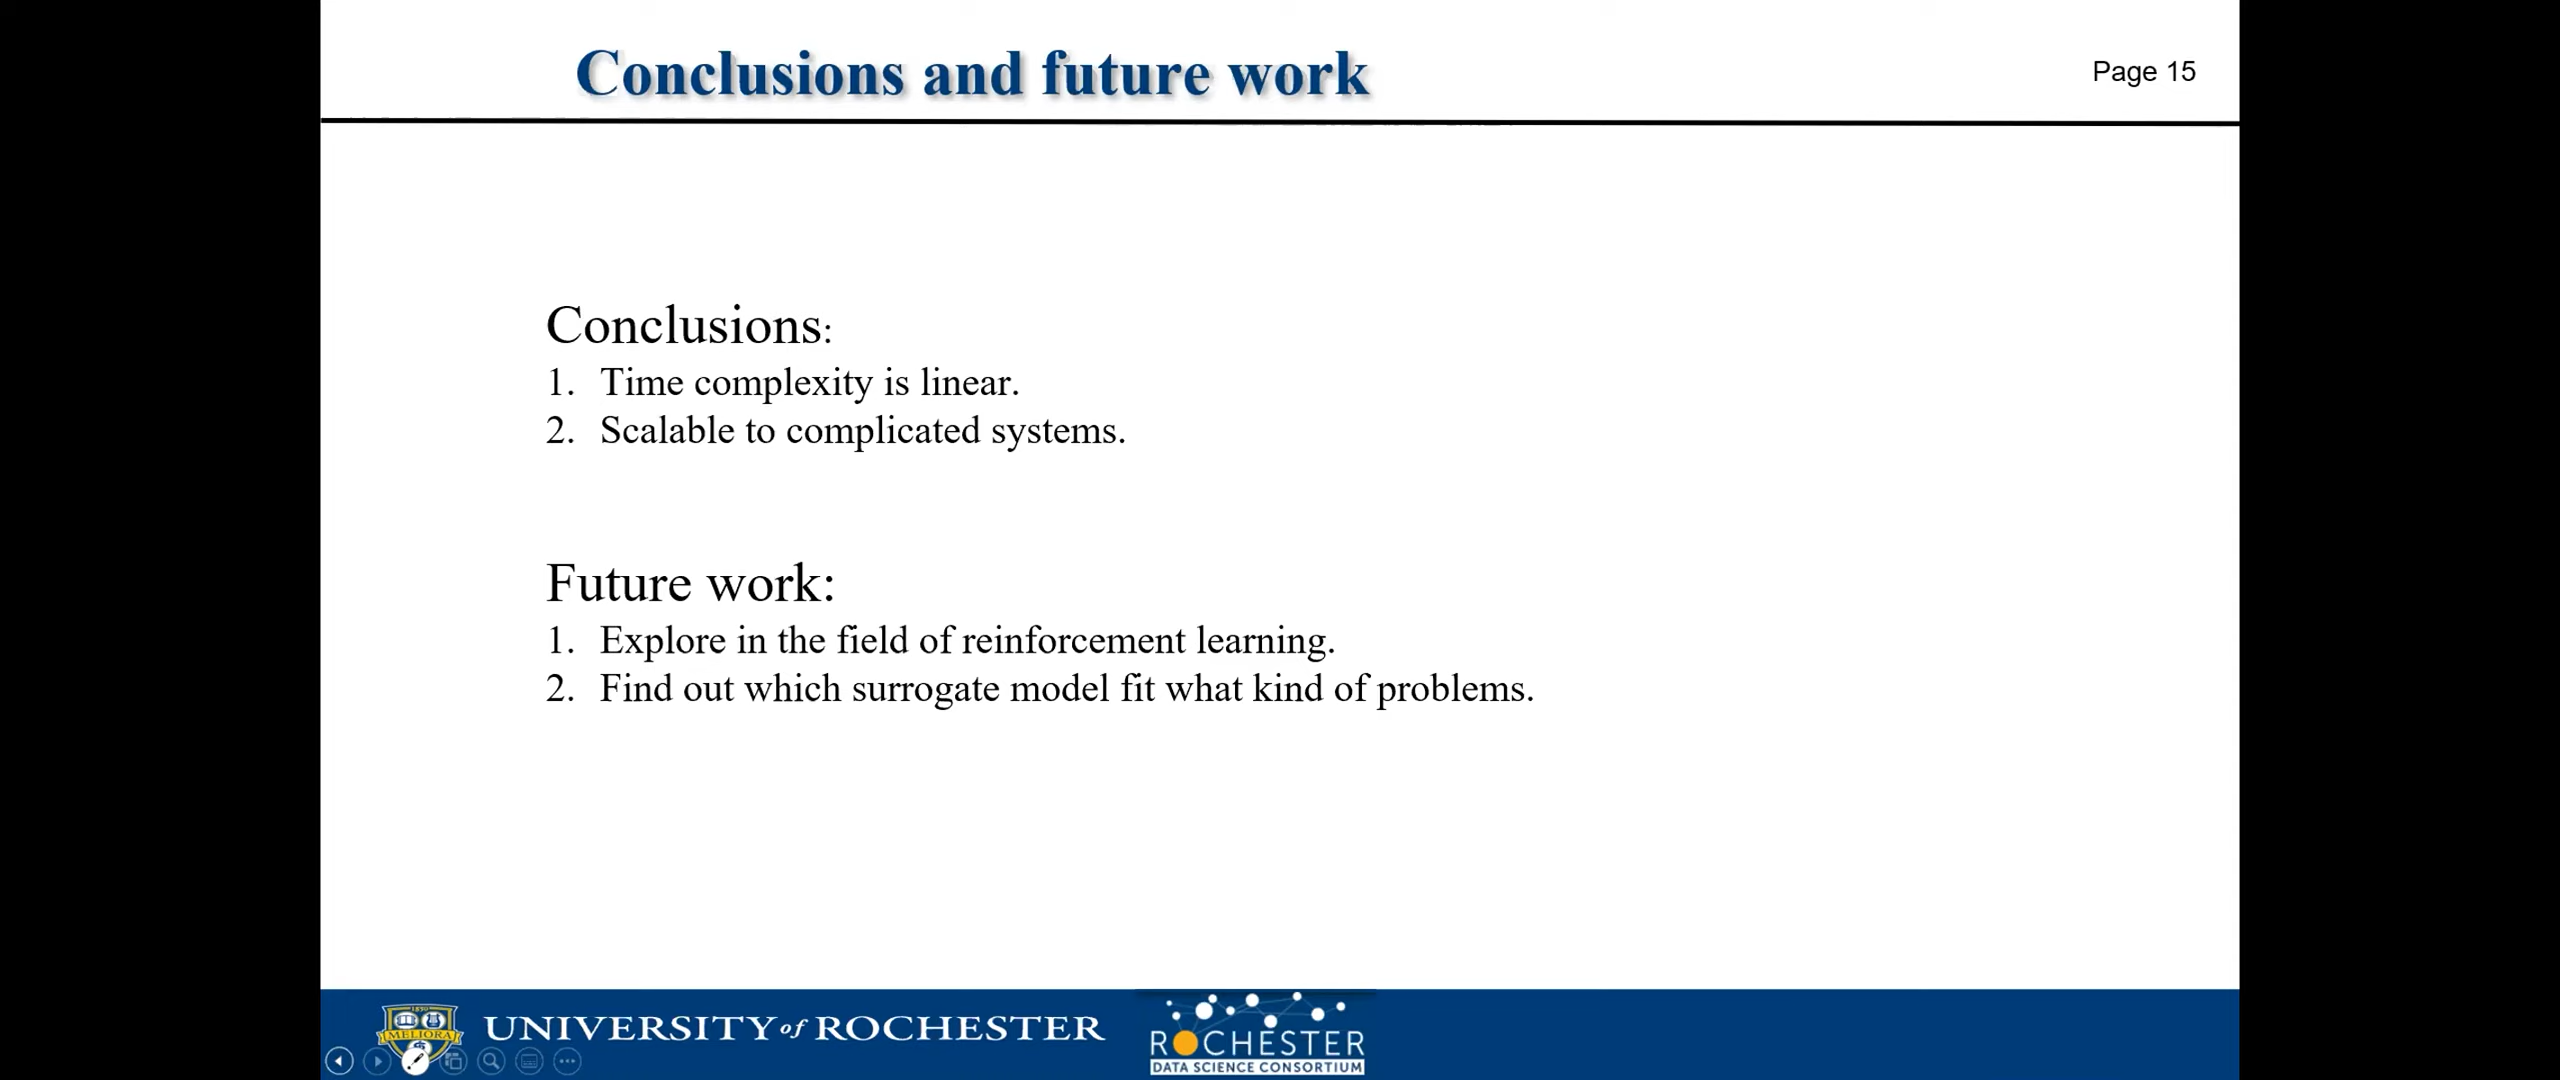 Conclusions and future work
Page 15
Conclusions:
1. Time complexity is linear.
2. Scalable to complicated systems.
Future work:
1. Explore in the field of reinforcement learning.
2. Find out which surrogate model fit what kind of problems.
1850
MELIORA
UNIVERSITY of ROCHESTER
ROCHESTER
DATA SCIENCE CONSORTIUM